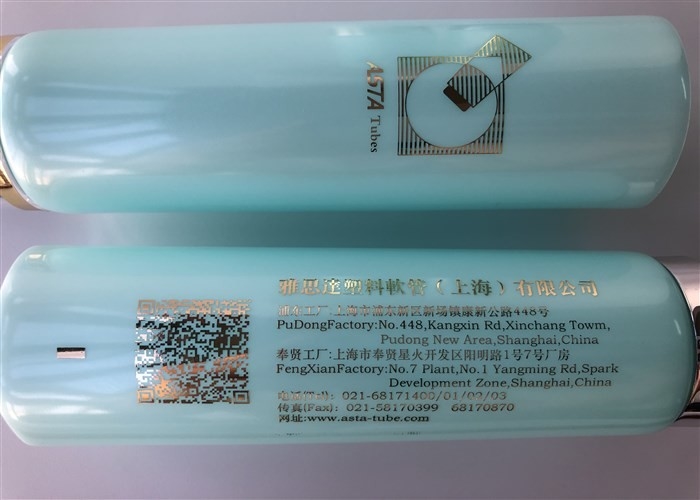 ASTA Tubes
雅思達塑料軟管（上海）有限公司
浦东工厂:上海市浦东新区新场镇康新公路448号
PuDongFactory:No.448,Kangxin Rd,Xinchang Towm,
Pudong New Area,Shanghai,China
奉贤工厂:上海市奉贤星火开发区阳明路1号7号厂房
FengXianFactory:No.7 Plant,No.1 Yangming Rd,Spark
Development Zone,Shanghai,China
电话(Tel): 021-68171400/01/02/03
传真(Fax): 021-58170399 68170870
网址:www.asta-tube.com